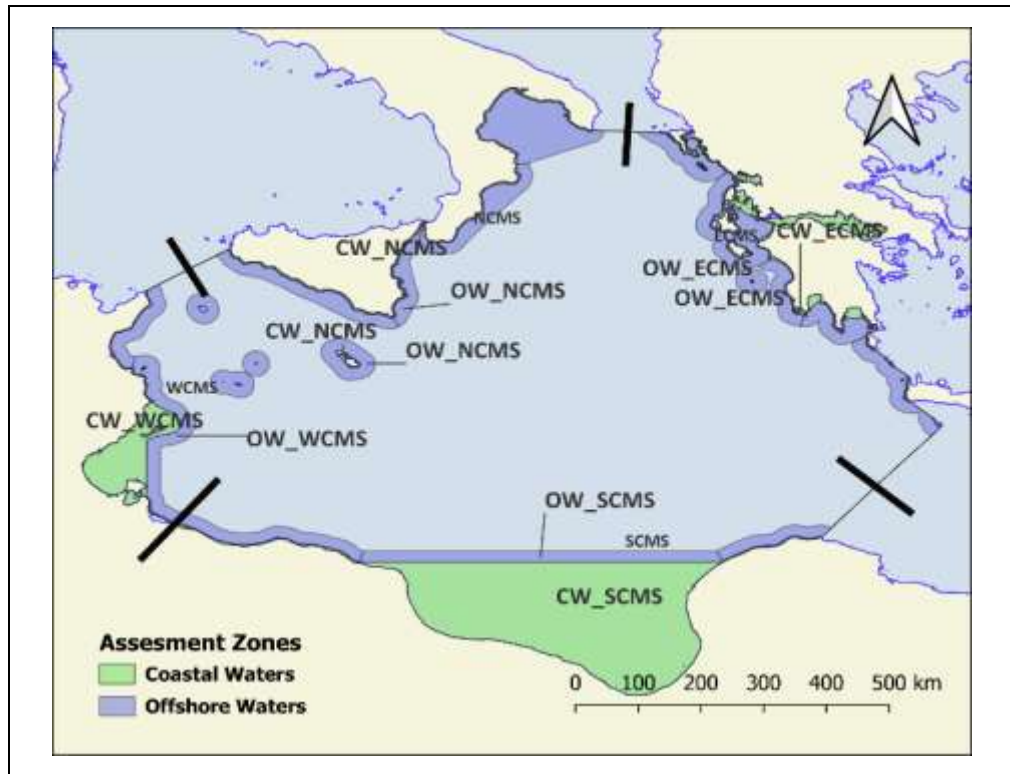 NCMS
CW_NCMS
ECMS
CW_ECMS
OW_ECMS
OW_NCMS
OW_ECMS
CW_NCMS
OW_NCMS
WCMS
CW_WCMS
OW_WCMS
OW_SCMS
SCMS
CW_SCMS
Assesment Zones
Coastal Waters
Offshore Waters
0 100 200 300 400 500 km